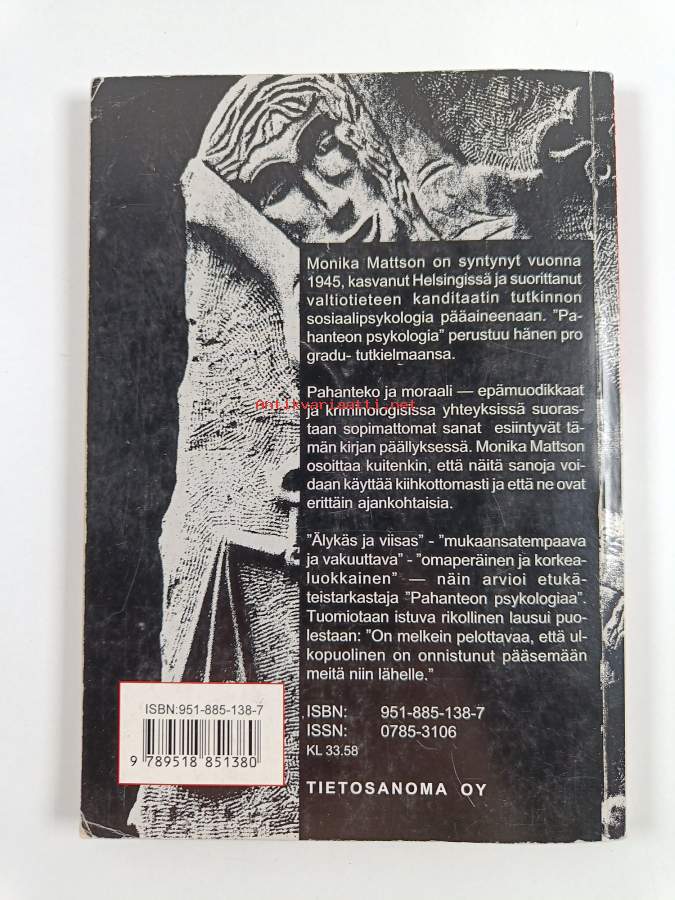 Monika Mattson on syntynyt vuonna
1945, kasvanut Helsingissä ja suorittanut
valtiotieteen kanditaatin tutkinnon
sosiaalipsykologia pääaineenaan. "Pa-
hanteon psykologia" perustuu hänen pro
gradu- tutkielmaansa.
Pahanteko ja moraali — epämuodikkaat
ja kriminologisissa yhteyksissä suoras-
taan sopimattomat sanat esiintyvät tä-
män kirjan päällyksessä. Monika Mattson
osoittaa kuitenkin, että näitä sanoja voi-
daan käyttää kiihkottomasti ja että ne ovat
erittäin ajankohtaisia.
"Älykäs ja viisas" - "mukaansatempaava
ja vakuuttava" - "omaperäinen ja korkea-
luokkainen" — näin arvioi etukä-
teistarkastaja "Pahanteon psykologiaa".
Tuomiotaan istuva rikollinen lausui puo-
lestaan: "On melkein pelottavaa, että ul-
kopuolinen on onnistunut pääsemään
meitä niin lähelle."
ISBN: 951-885-138-7
ISSN: 0785-3106
KL 33.58
TIETOSANOMA OY
ISBN:951-885-138-7
9 789518 851380
antikvariaatti.net